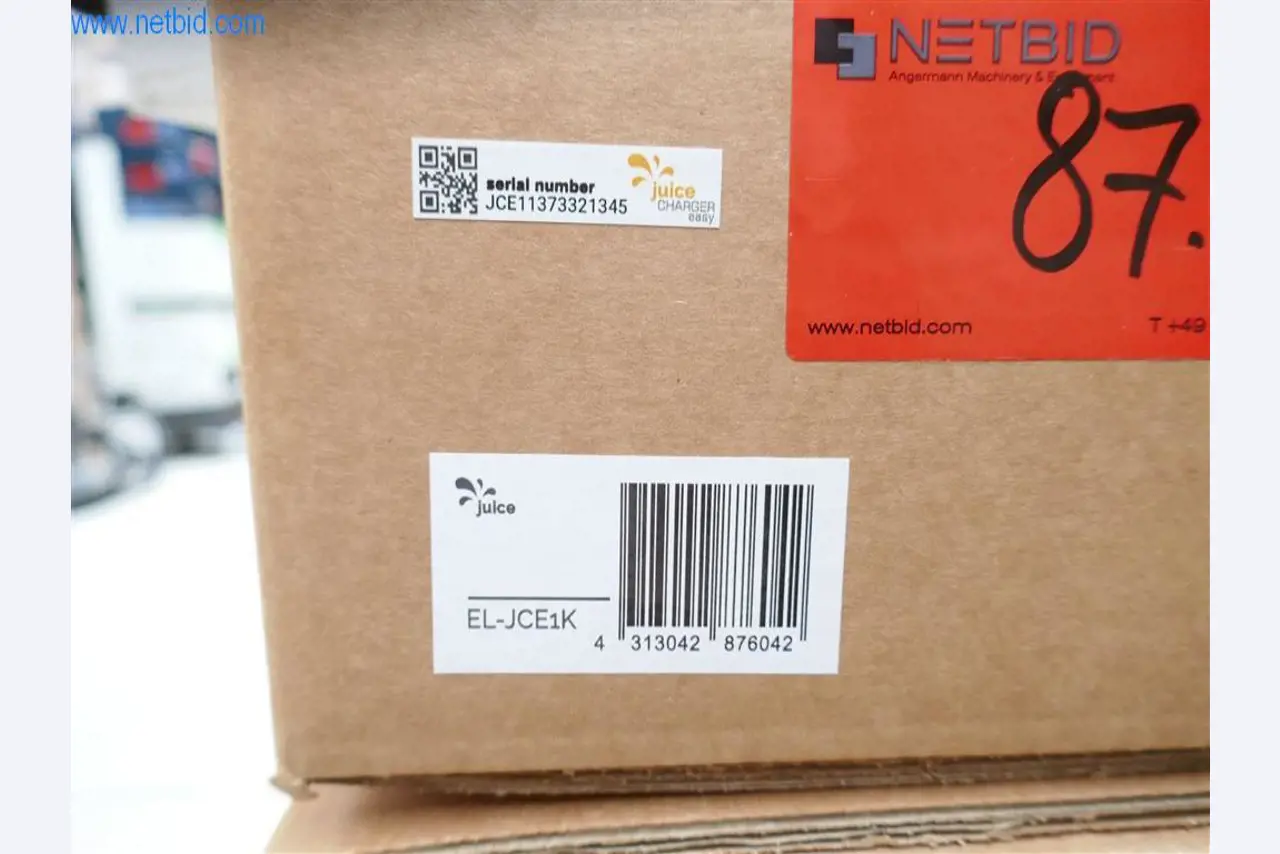 www.netbid.com
NETBID
Angermann Machinery & Equipment
87.
serial number
JCE11373321345
juice
CHARGER
easy
www.netbid.com
T +49
juice
EL-JCE1K
4 313042 876042